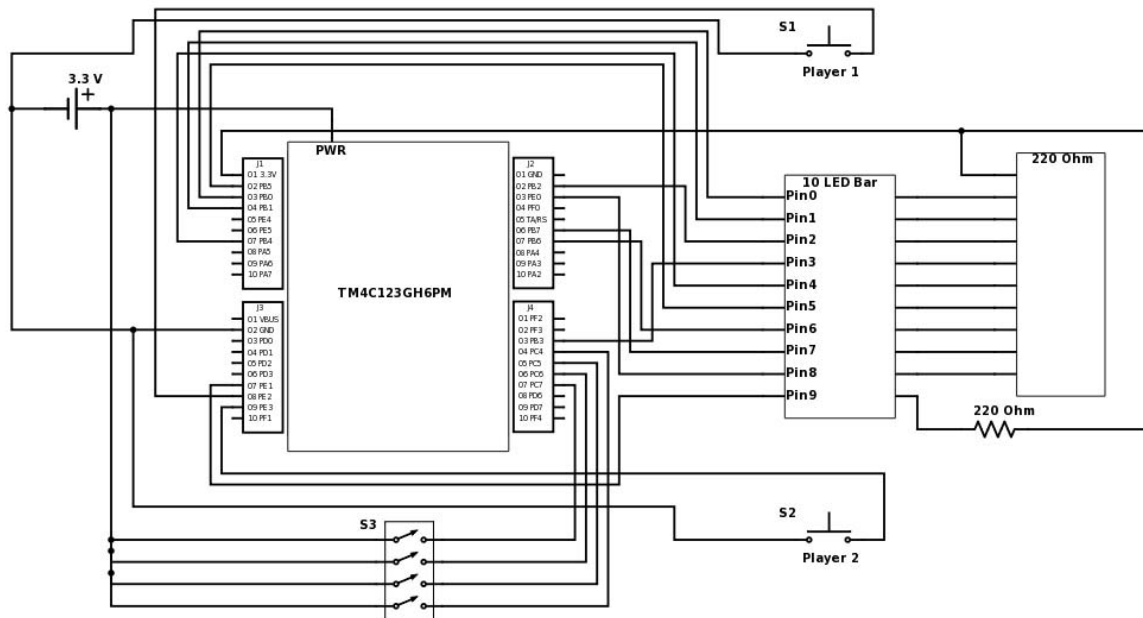 S1
Player 1
3.3 V
+
PWR
220 Ohm
J1
01 3.3V
02 PB5
03 PB0
04 PB1
05 PE4
06 PE5
07 PB4
08 PA5
09 PA6
10 PA7
J2
01 GND
02 PB2
03 PE0
04 PF0
05 TA/RS
06 PB7
07 PB6
08 PA4
09 PA3
10 PA2
10 LED Bar
Pin0
Pin1
Pin2
Pin3
Pin4
Pin5
Pin6
Pin7
Pin8
Pin9
TM4C123GH6PM
J3
01 VBUS
02 GND
03 PD0
04 PD1
05 PD2
06 PD3
07 PE1
08 PE2
09 PE3
10 PF1
J4
01 PF2
02 PF3
03 PB3
04 PC4
05 PC5
06 PC6
07 PC7
08 PD6
09 PD7
10 PF4
220 Ohm
S3
S2
Player 2